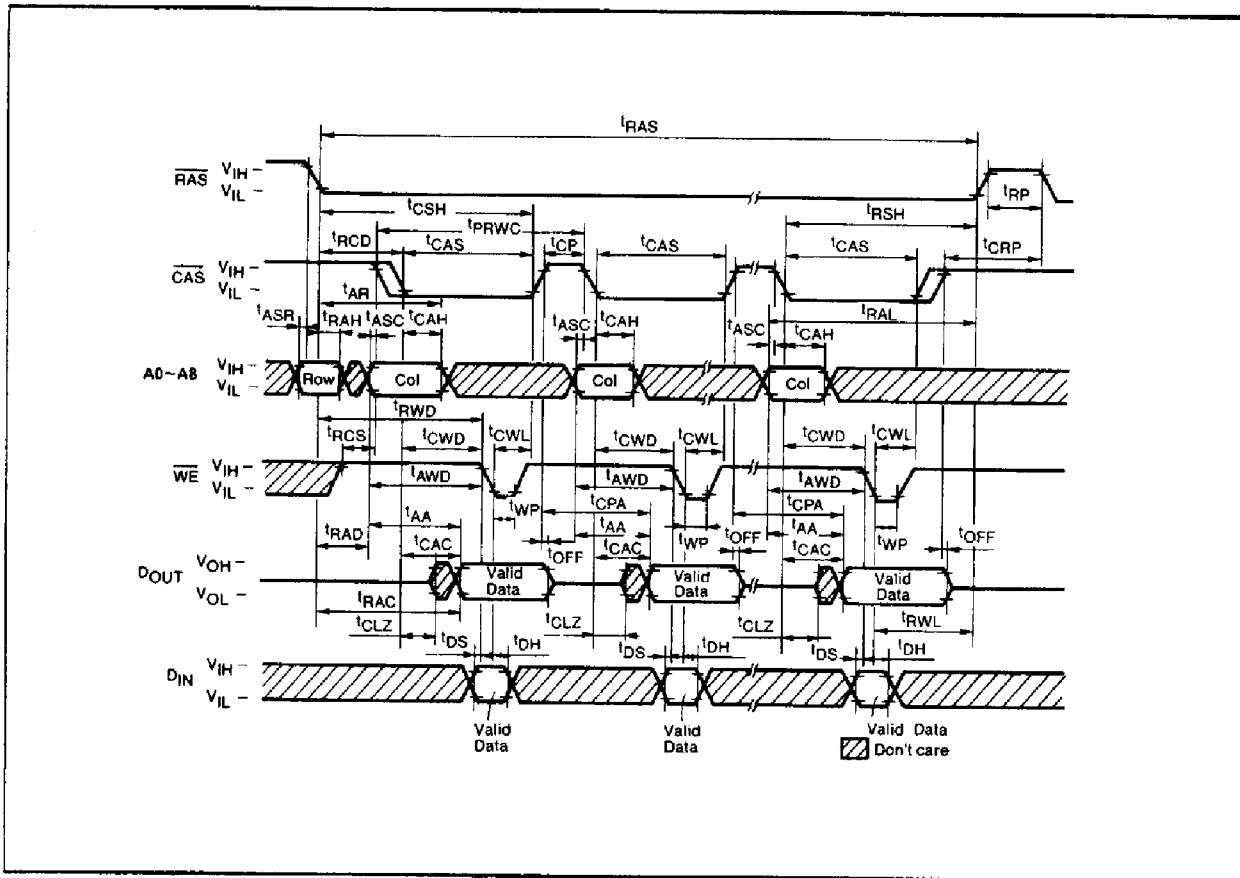 tRAS
RAS VIH
VIL
tRP
tCSH
tRSH
tPRWC
tRCD tCAS tCP tCAS tCAS tCRP
CAS VIH
VIL
tAR
tRAL
tASR tRAH tASC tCAH tASC tCAH tASC tCAH
A0~A8 VIH
VIL
Row Col Col Col
tRWD
tRCS tCWD tCWL tCWD tCWL tCWD tCWL
WE VIH
VIL
tAWD tAWD tAWD
tWP tCPA tWP tCPA tWP
tRAD tAA tAA tAA
tCAC tOFF tCAC tOFF tCAC tOFF
DOUT VOH
VOL
Valid Data Valid Data Valid Data
tRAC tRWL
tCLZ tCLZ tCLZ
tDS tDH tDS tDH tDS tDH
DIN VIH
VIL
Valid Data Valid Data Valid Data
Don't care